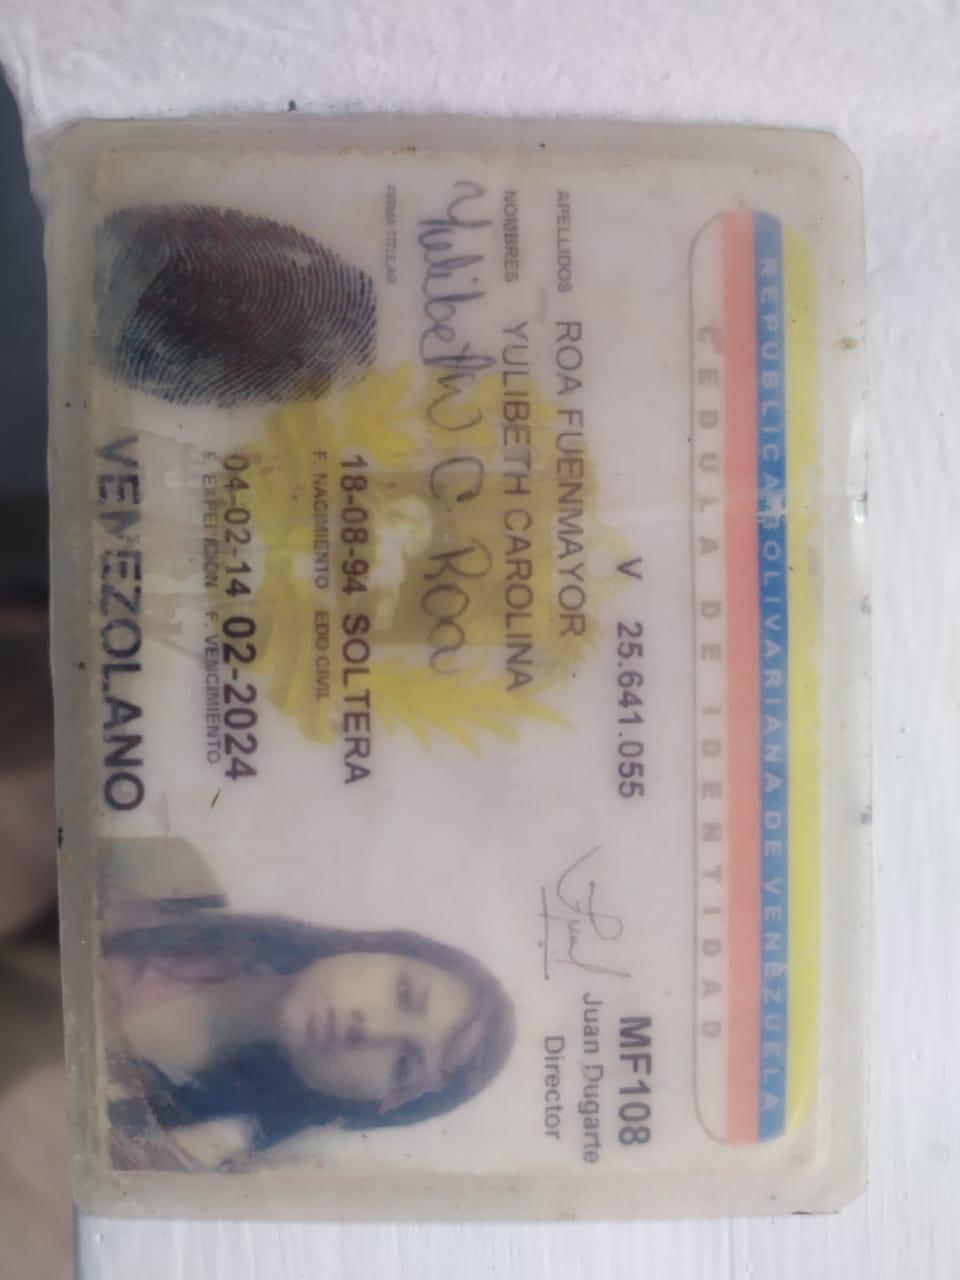 REPUBLICA BOLIVARIANA DE VENEZUELA
CEDULA DE IDENTIDAD
V 25.641.055
MF108
APELLIDOS ROA FUENMAYOR
Juan Dugarte
Director
NOMBRES YULIBETH CAROLINA
Yulibeth C. Roa
FIRMA TITULAR
18-08-94 SOLTERA
F. NACIMIENTO EDO CIVIL
04-02-14 02-2024
F. EXPEDICION F. VENCIMIENTO
VENEZOLANO